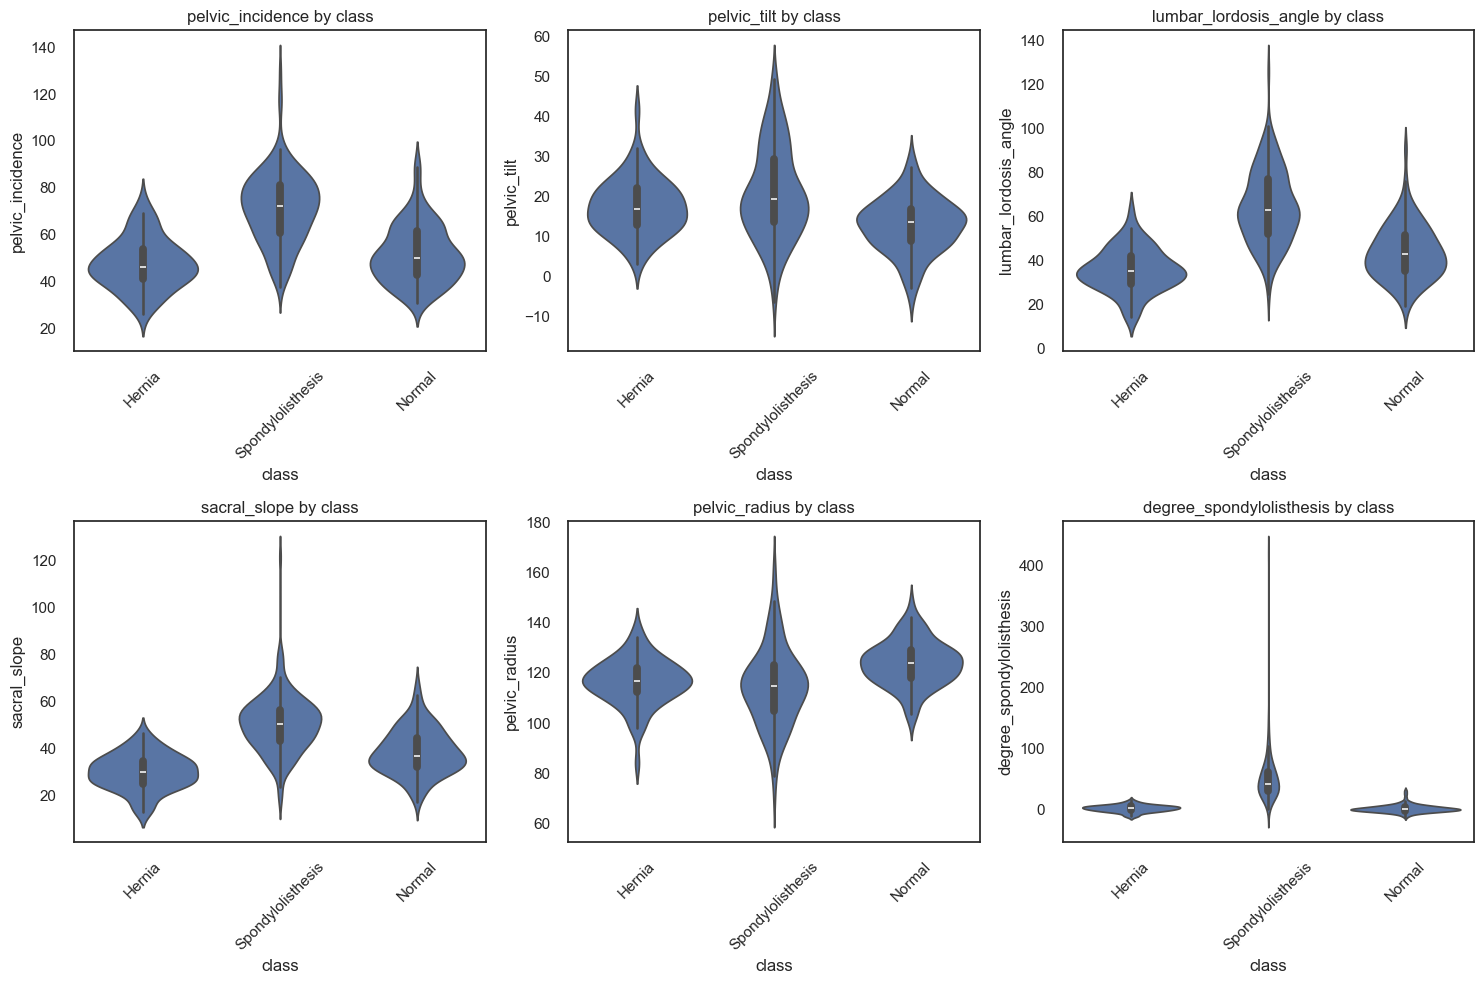 pelvic_incidence by class
pelvic_incidence
140
120
100
80
60
40
20
Hernia
Spondylolisthesis
Normal
class
pelvic_tilt by class
pelvic_tilt
60
50
40
30
20
10
0
−10
Hernia
Spondylolisthesis
Normal
class
lumbar_lordosis_angle by class
lumbar_lordosis_angle
140
120
100
80
60
40
20
0
Hernia
Spondylolisthesis
Normal
class
sacral_slope by class
sacral_slope
120
100
80
60
40
20
Hernia
Spondylolisthesis
Normal
class
pelvic_radius by class
pelvic_radius
180
160
140
120
100
80
60
Hernia
Spondylolisthesis
Normal
class
degree_spondylolisthesis by class
degree_spondylolisthesis
400
300
200
100
0
Hernia
Spondylolisthesis
Normal
class